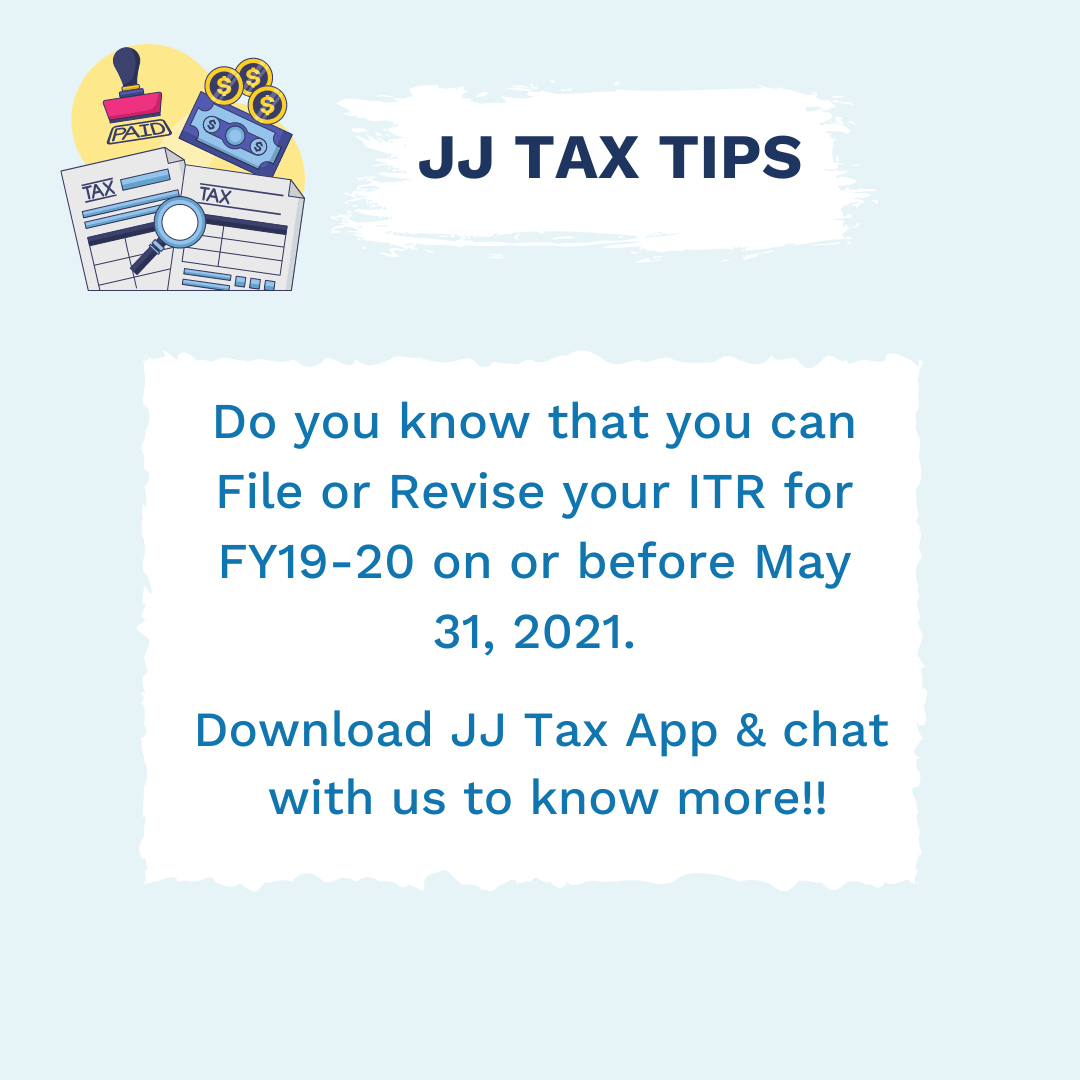 PAID
TAX
TAX
JJ TAX TIPS
Do you know that you can
File or Revise your ITR for
FY19-20 on or before May
31, 2021.
Download JJ Tax App & chat
with us to know more!!